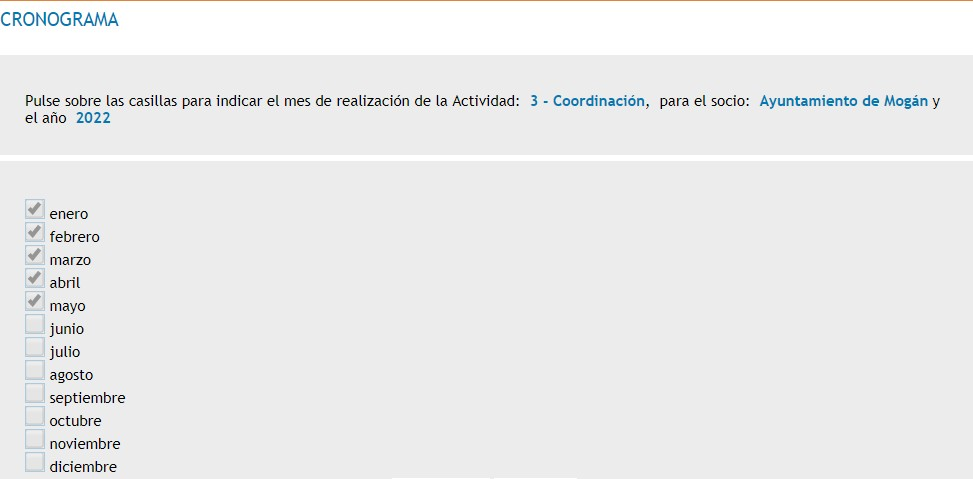 CRONOGRAMA
Pulse sobre las casillas para indicar el mes de realización de la Actividad: 3 - Coordinación, para el socio: Ayuntamiento de Mogán y
el año 2022
enero
febrero
marzo
abril
mayo
junio
julio
agosto
septiembre
octubre
noviembre
diciembre